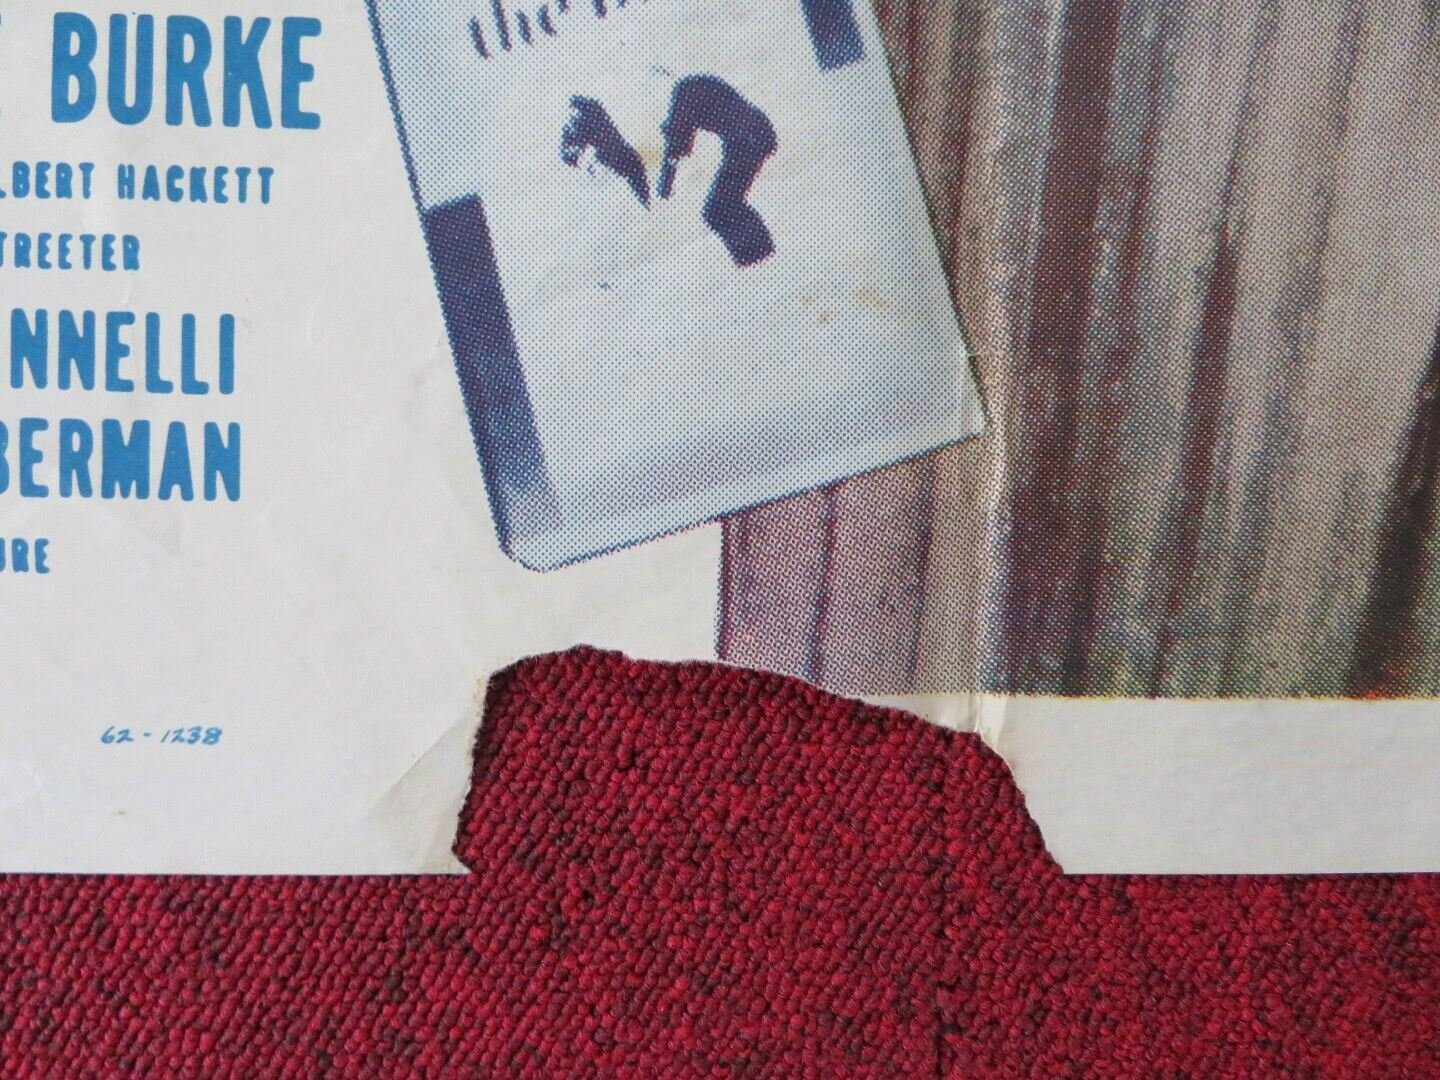 BURKE
LBERT HACKETT
TREETER
NNELLI
BERMAN
URE
62-1238